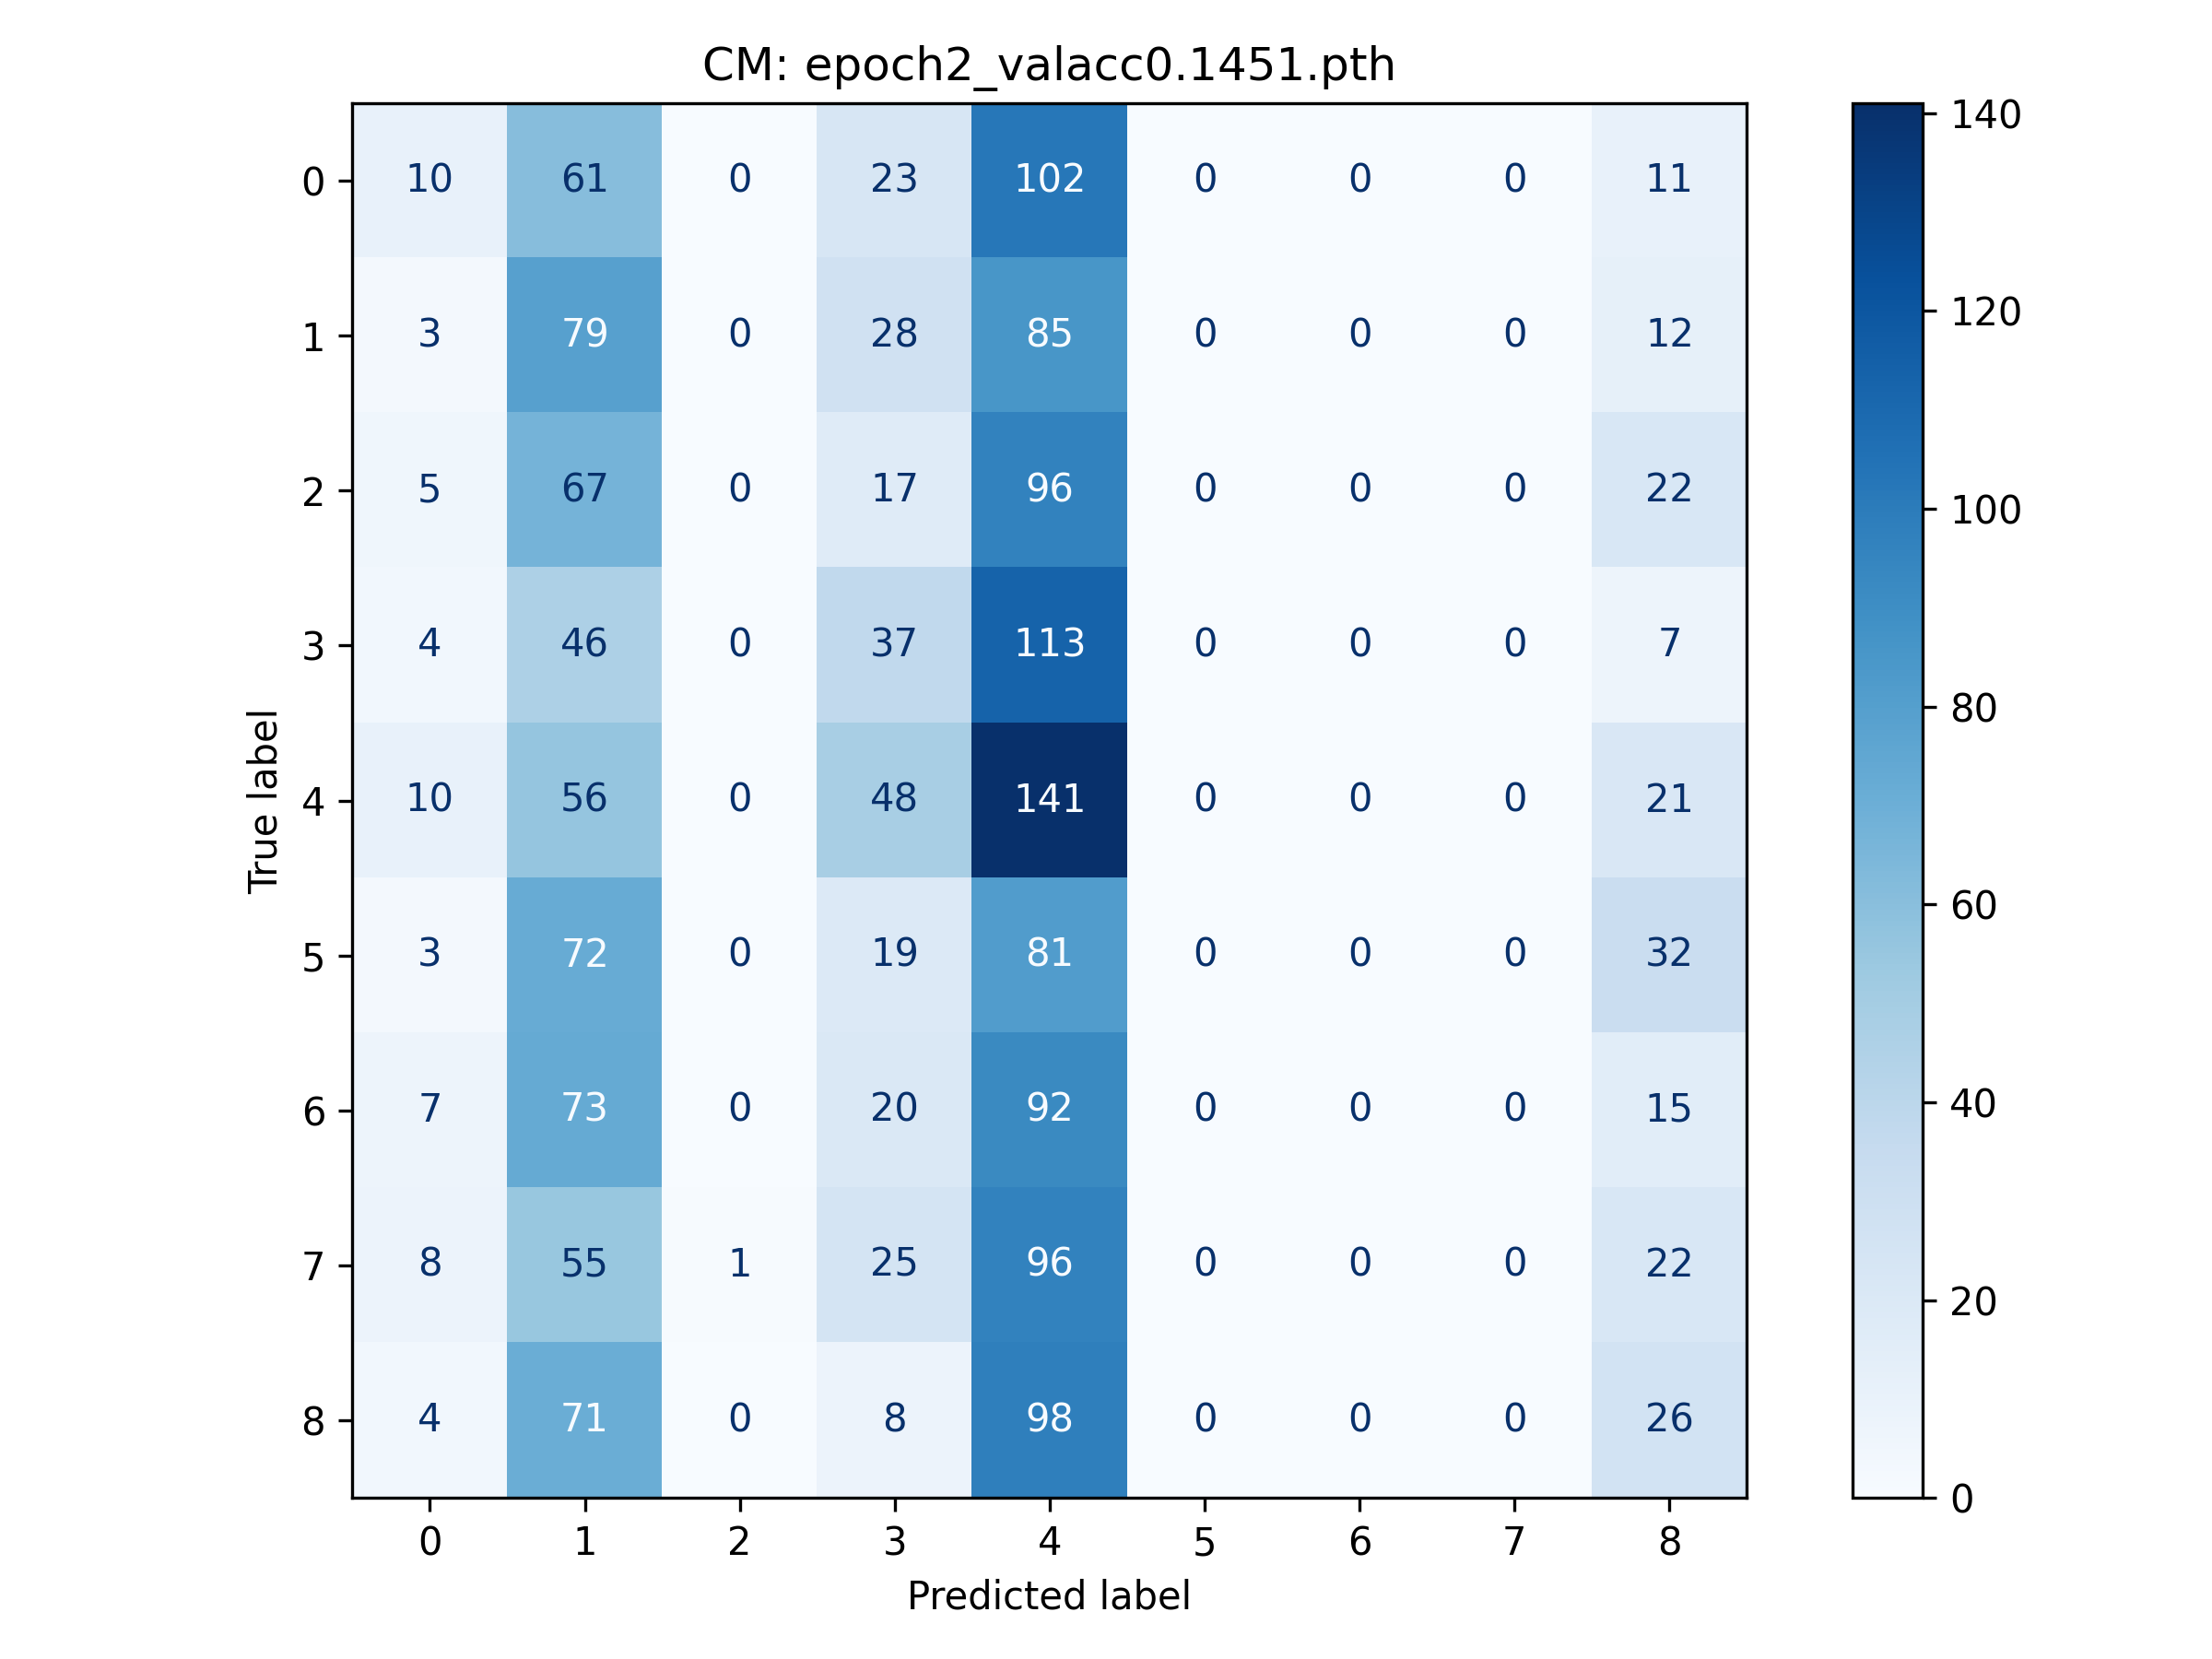 CM: epoch2_valacc0.1451.pth
0 10 61 0 23 102 0 0 0 11
1 3 79 0 28 85 0 0 0 12
2 5 67 0 17 96 0 0 0 22
3 4 46 0 37 113 0 0 0 7
4 10 56 0 48 141 0 0 0 21
5 3 72 0 19 81 0 0 0 32
6 7 73 0 20 92 0 0 0 15
7 8 55 1 25 96 0 0 0 22
8 4 71 0 8 98 0 0 0 26
0 1 2 3 4 5 6 7 8
Predicted label
True label
140
120
100
80
60
40
20
0